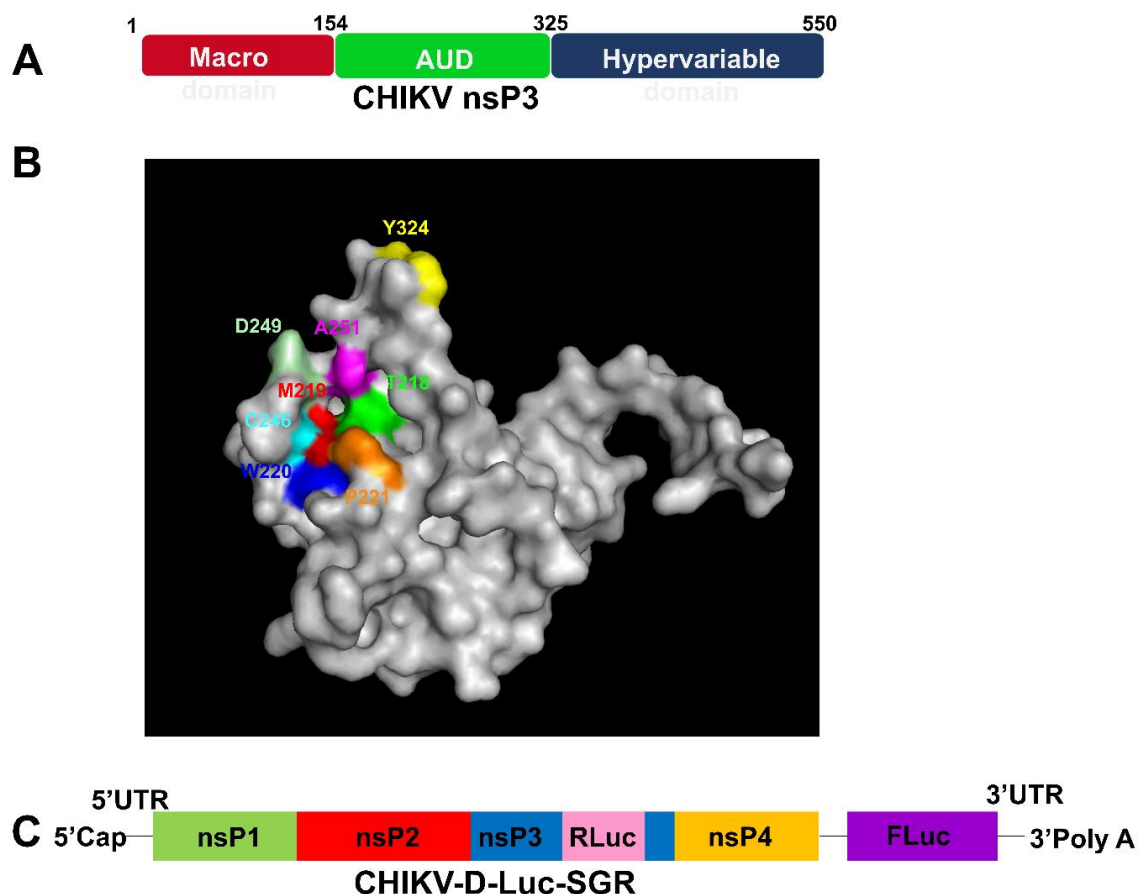 A
1 154 325 550
Macro AUD Hypervariable
domain domain
CHIKV nsP3
B
Y324
D249 A251
M219 T218
C246
W220 P221
C
5'UTR 3'UTR
5'Cap nsP1 nsP2 nsP3 RLuc nsP4 FLuc 3'Poly A
CHIKV-D-Luc-SGR